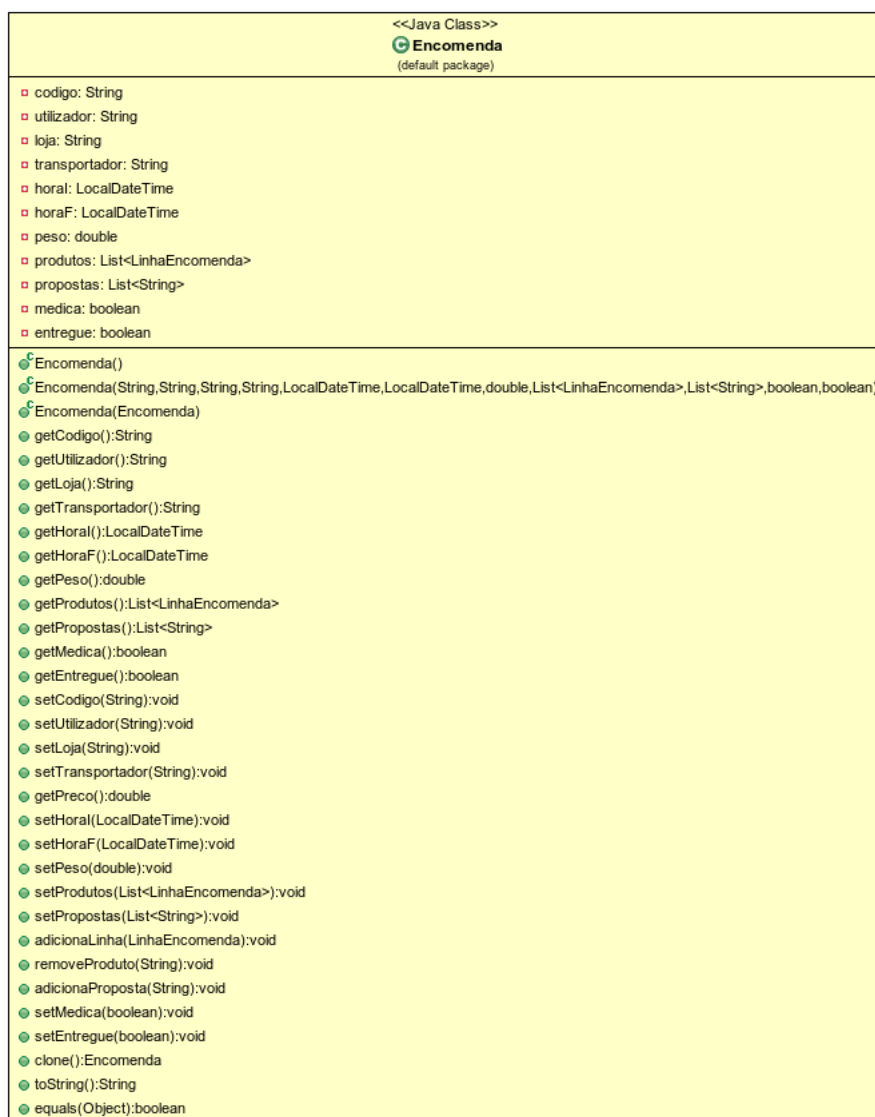 <<Java Class>>
Encomenda
(default package)
codigo: String
utilizador: String
loja: String
transportador: String
horaI: LocalDateTime
horaF: LocalDateTime
peso: double
produtos: List<LinhaEncomenda>
propostas: List<String>
medica: boolean
entregue: boolean
Encomenda()
Encomenda(String,String,String,String,LocalDateTime,LocalDateTime,double,List<LinhaEncomenda>,List<String>,boolean,boolean)
Encomenda(Encomenda)
getCodigo():String
getUtilizador():String
getLoja():String
getTransportador():String
getHoraI():LocalDateTime
getHoraF():LocalDateTime
getPeso():double
getProdutos():List<LinhaEncomenda>
getPropostas():List<String>
getMedica():boolean
getEntregue():boolean
setCodigo(String):void
setUtilizador(String):void
setLoja(String):void
setTransportador(String):void
getPreco():double
setHoraI(LocalDateTime):void
setHoraF(LocalDateTime):void
setPeso(double):void
setProdutos(List<LinhaEncomenda>):void
setPropostas(List<String>):void
adicionaLinha(LinhaEncomenda):void
removeProduto(String):void
adicionaProposta(String):void
setMedica(boolean):void
setEntregue(boolean):void
clone():Encomenda
toString():String
equals(Object):boolean